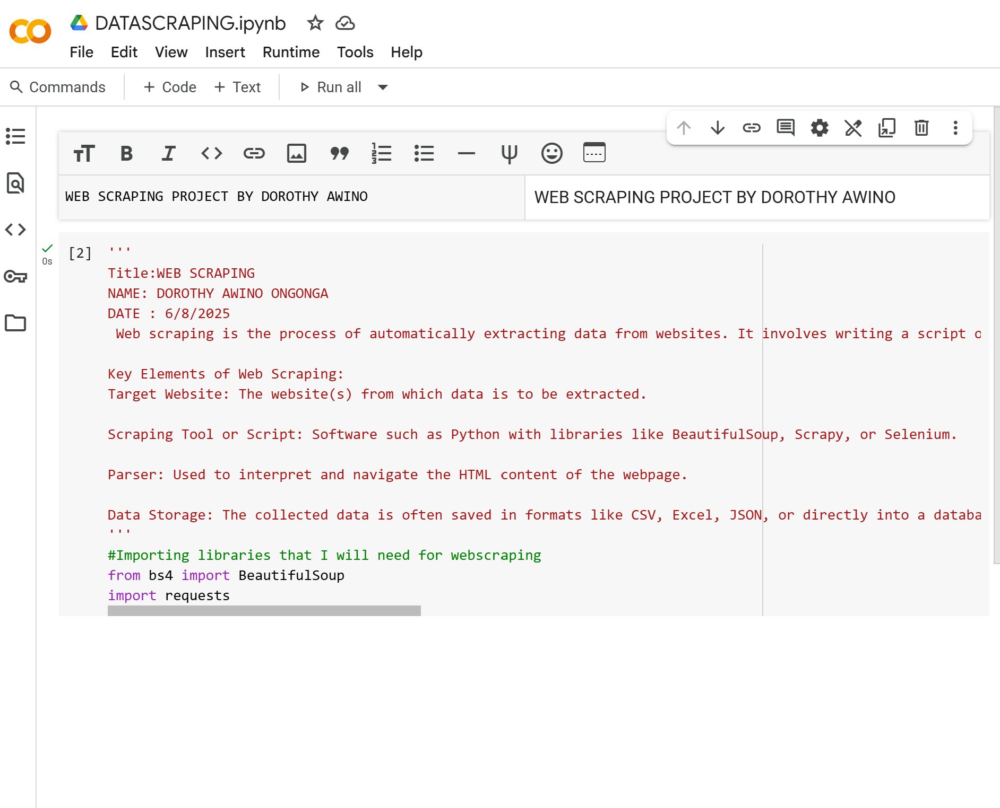 DATASCRAPING.ipynb
File Edit View Insert Runtime Tools Help
Commands + Code + Text Run all
WEB SCRAPING PROJECT BY DOROTHY AWINO
WEB SCRAPING PROJECT BY DOROTHY AWINO
0s
[2] '''
Title:WEB SCRAPING
NAME: DOROTHY AWINO ONGONGA
DATE : 6/8/2025
Web scraping is the process of automatically extracting data from websites. It involves writing a script o
Key Elements of Web Scraping:
Target Website: The website(s) from which data is to be extracted.
Scraping Tool or Script: Software such as Python with libraries like BeautifulSoup, Scrapy, or Selenium.
Parser: Used to interpret and navigate the HTML content of the webpage.
Data Storage: The collected data is often saved in formats like CSV, Excel, JSON, or directly into a databa
'''
#Importing libraries that I will need for webscraping
from bs4 import BeautifulSoup
import requests